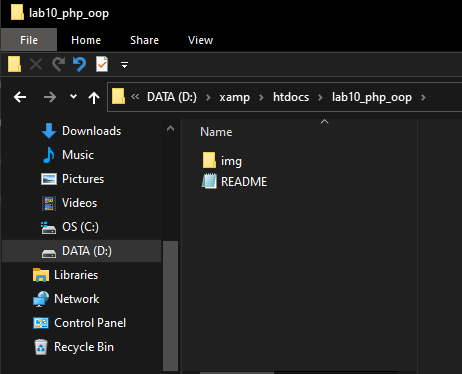 lab10_php_oop
File Home Share View
DATA (D:) xamp htdocs lab10_php_oop
Name
Downloads
Music
Pictures
Videos
OS (C:)
DATA (D:)
Libraries
Network
Control Panel
Recycle Bin
img
README